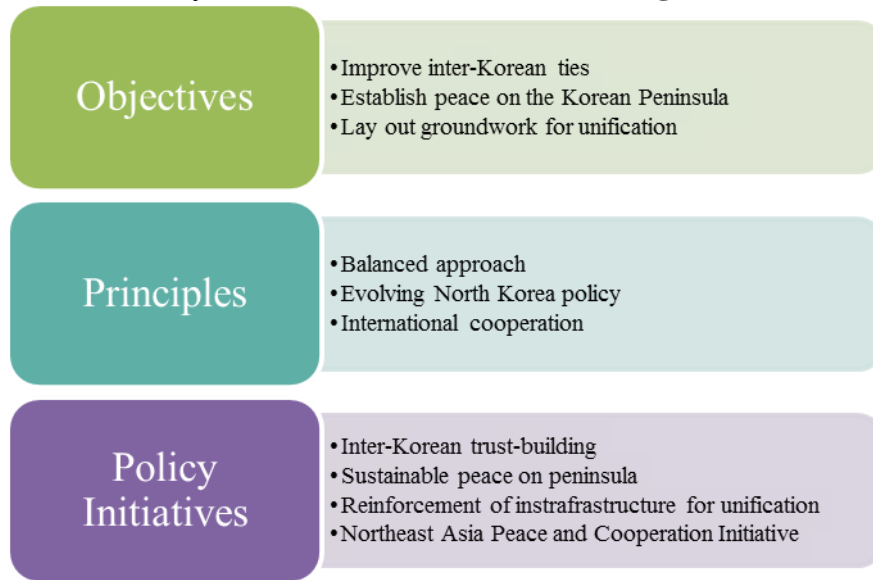 Objectives
•Improve inter-Korean ties
•Establish peace on the Korean Peninsula
•Lay out groundwork for unification
Principles
•Balanced approach
•Evolving North Korea policy
•International cooperation
Policy
Initiatives
•Inter-Korean trust-building
•Sustainable peace on peninsula
•Reinforcement of instrafrastructure for unification
•Northeast Asia Peace and Cooperation Initiative